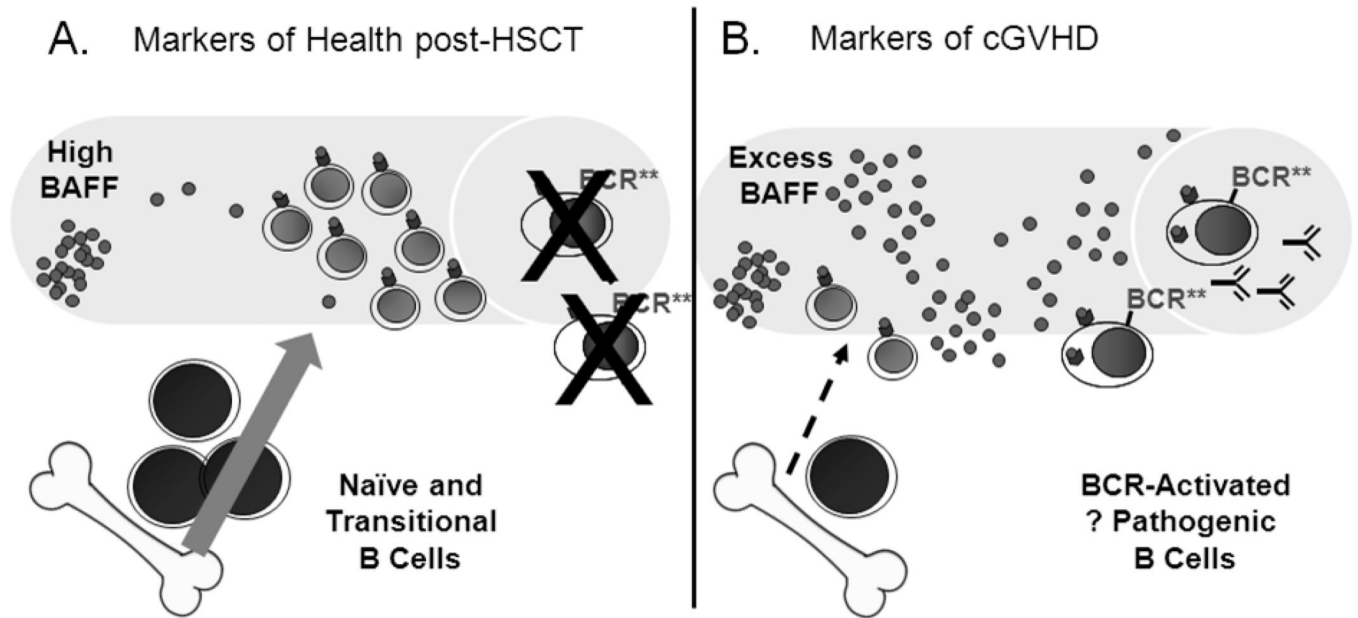 A. Markers of Health post-HSCT
High
BAFF
BCR**
BCR**
Naïve and
Transitional
B Cells
B. Markers of cGVHD
Excess
BAFF
BCR**
BCR**
BCR-Activated
? Pathogenic
B Cells